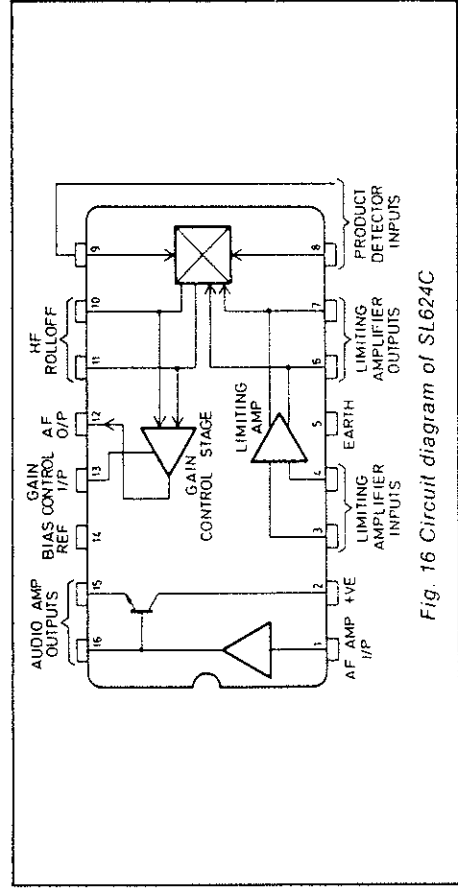 AUDIO AMP
OUTPUTS
BIAS
REF
GAIN
CONTROL
I/P
AF
O/P
HF
ROLLOFF
16
15
14
13
12
11
10
9
GAIN
CONTROL STAGE
LIMITING
AMP
1
2
3
4
5
6
7
8
AF AMP
I/P
+VE
LIMITING
AMPLIFIER
INPUTS
EARTH
LIMITING
AMPLIFIER
OUTPUTS
PRODUCT
DETECTOR
INPUTS
Fig. 16 Circuit diagram of SL624C